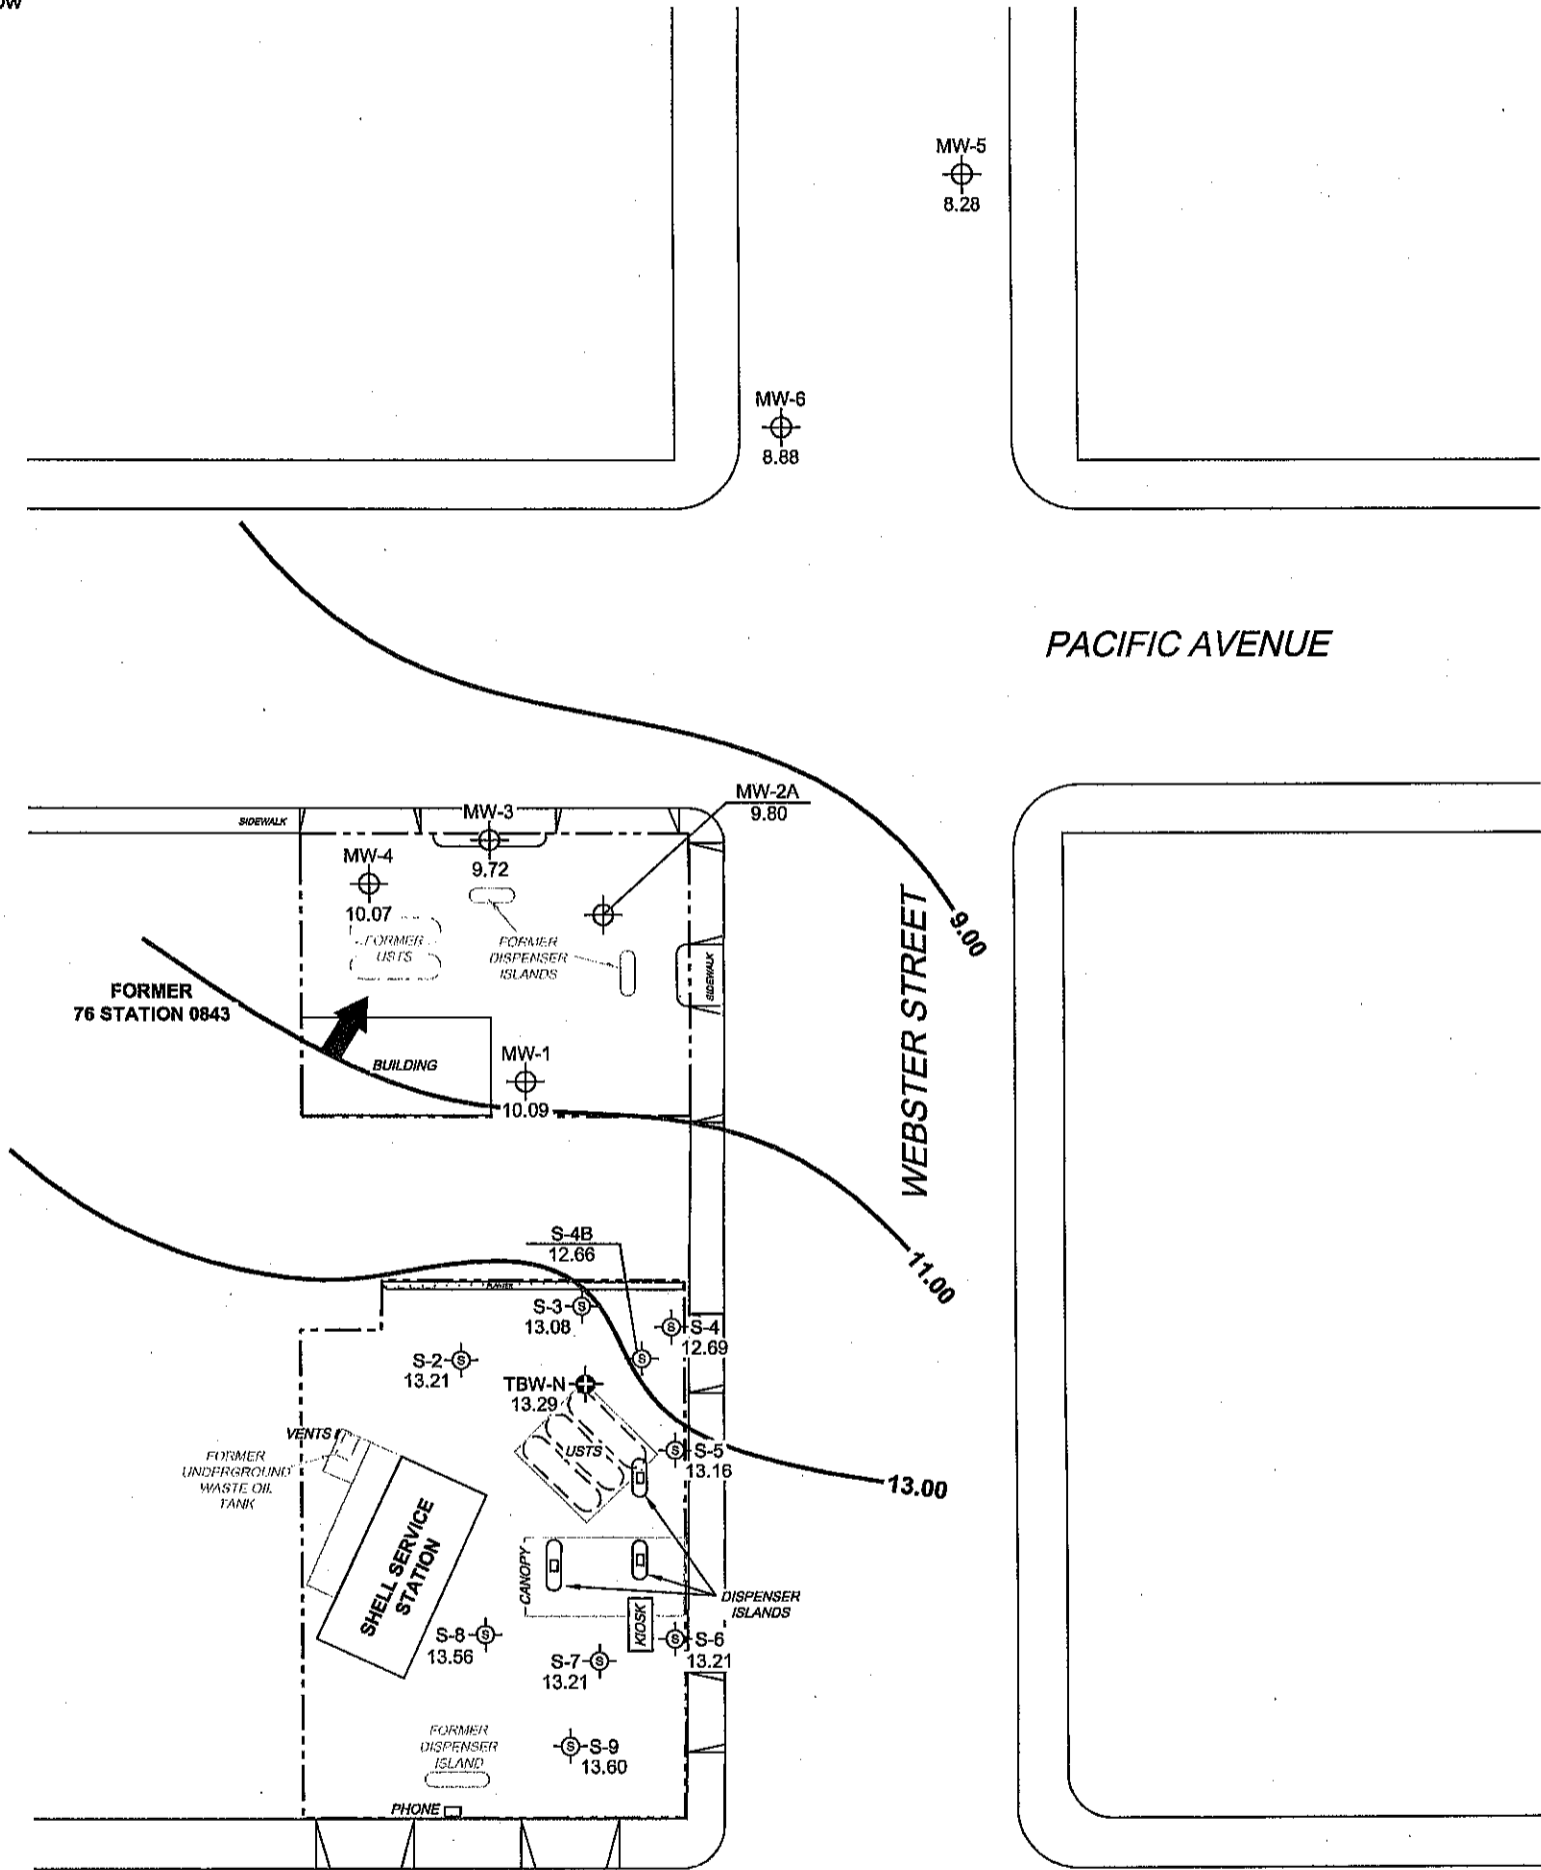 MW-5
8.28
MW-6
8.88
PACIFIC AVENUE
MW-2A
9.80
SIDEWALK
MW-3
9.72
MW-4
10.07
FORMER
USTS
FORMER
DISPENSER
ISLANDS
SIDEWALK
9.00
WEBSTER STREET
FORMER
76 STATION 0843
BUILDING
MW-1
10.09
11.00
S-4B
12.66
PLANTER
S-3
13.08
S-4
12.69
S-2
13.21
TBW-N
13.29
VENTS
USTS
S-5
13.16
13.00
FORMER
UNDERGROUND
WASTE OIL
TANK
SHELL SERVICE
STATION
CANOPY
DISPENSER
ISLANDS
KIOSK
S-8
13.56
S-7
13.21
S-6
13.21
FORMER
DISPENSER
ISLAND
S-9
13.60
PHONE